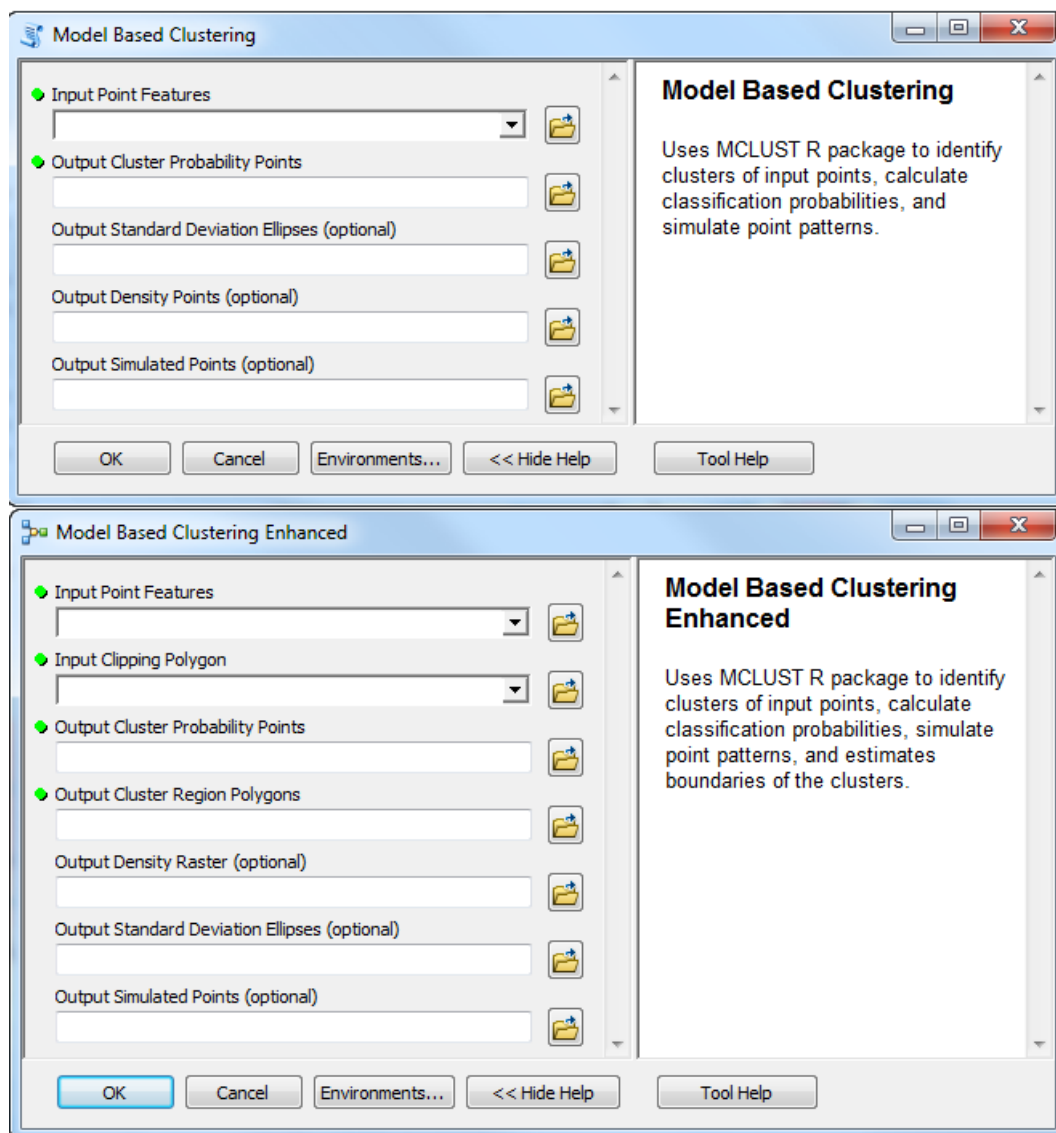 Model Based Clustering
Input Point Features
Output Cluster Probability Points
Output Standard Deviation Ellipses (optional)
Output Density Points (optional)
Output Simulated Points (optional)
Model Based Clustering
Uses MCLUST R package to identify
clusters of input points, calculate
classification probabilities, and
simulate point patterns.
OK
Cancel
Environments...
<< Hide Help
Tool Help
Model Based Clustering Enhanced
Input Point Features
Input Clipping Polygon
Output Cluster Probability Points
Output Cluster Region Polygons
Output Density Raster (optional)
Output Standard Deviation Ellipses (optional)
Output Simulated Points (optional)
Model Based Clustering
Enhanced
Uses MCLUST R package to identify
clusters of input points, calculate
classification probabilities, simulate
point patterns, and estimates
boundaries of the clusters.
OK
Cancel
Environments...
<< Hide Help
Tool Help